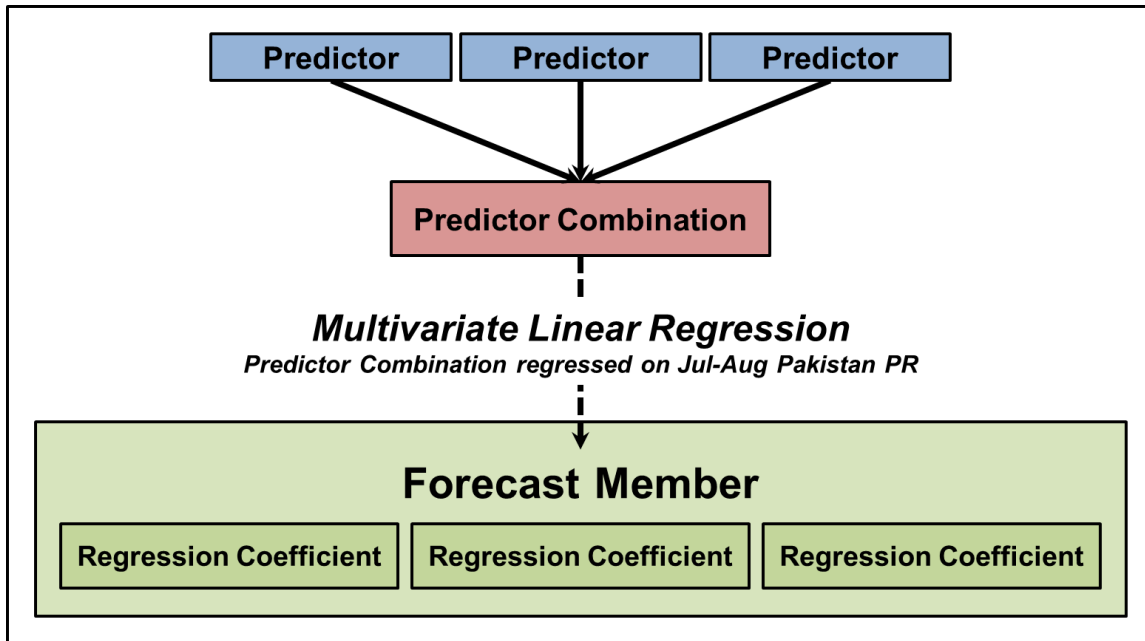 Predictor Predictor Predictor
Predictor Combination
Multivariate Linear Regression
Predictor Combination regressed on Jul-Aug Pakistan PR
Forecast Member
Regression Coefficient Regression Coefficient Regression Coefficient